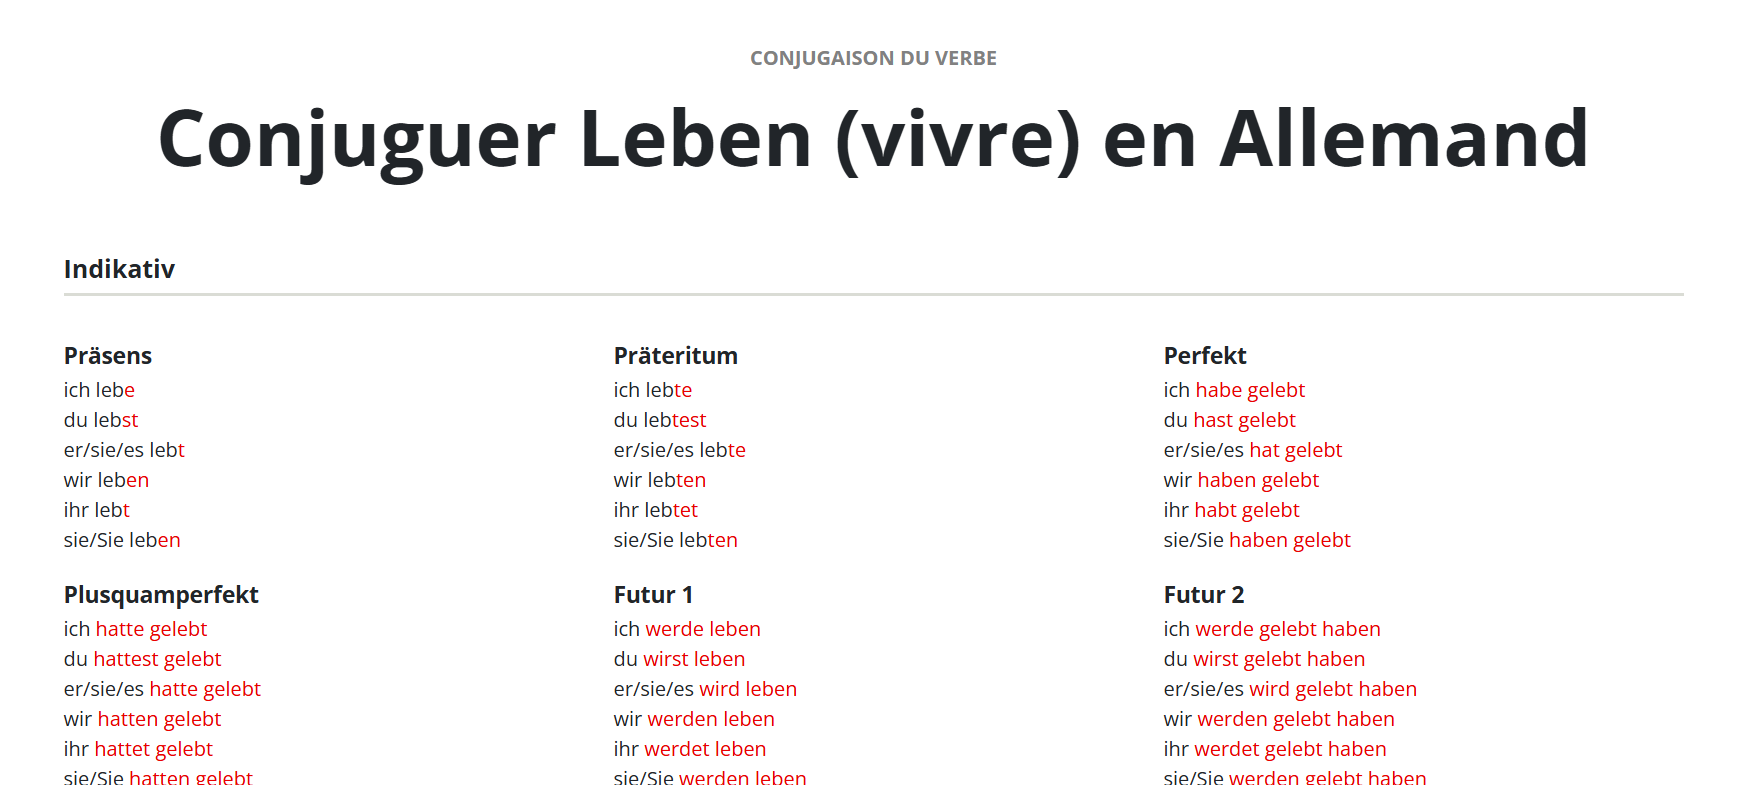 CONJUGAISON DU VERBE
Conjuguer Leben (vivre) en Allemand
Indikativ
Präsens
ich lebe
du lebst
er/sie/es lebt
wir leben
ihr lebt
sie/Sie leben
Präteritum
ich lebte
du lebtest
er/sie/es lebte
wir lebten
ihr lebtet
sie/Sie lebten
Perfekt
ich habe gelebt
du hast gelebt
er/sie/es hat gelebt
wir haben gelebt
ihr habt gelebt
sie/Sie haben gelebt
Plusquamperfekt
ich hatte gelebt
du hattest gelebt
er/sie/es hatte gelebt
wir hatten gelebt
ihr hattet gelebt
sie/Sie hatten gelebt
Futur 1
ich werde leben
du wirst leben
er/sie/es wird leben
wir werden leben
ihr werdet leben
sie/Sie werden leben
Futur 2
ich werde gelebt haben
du wirst gelebt haben
er/sie/es wird gelebt haben
wir werden gelebt haben
ihr werdet gelebt haben
sie/Sie werden gelebt haben